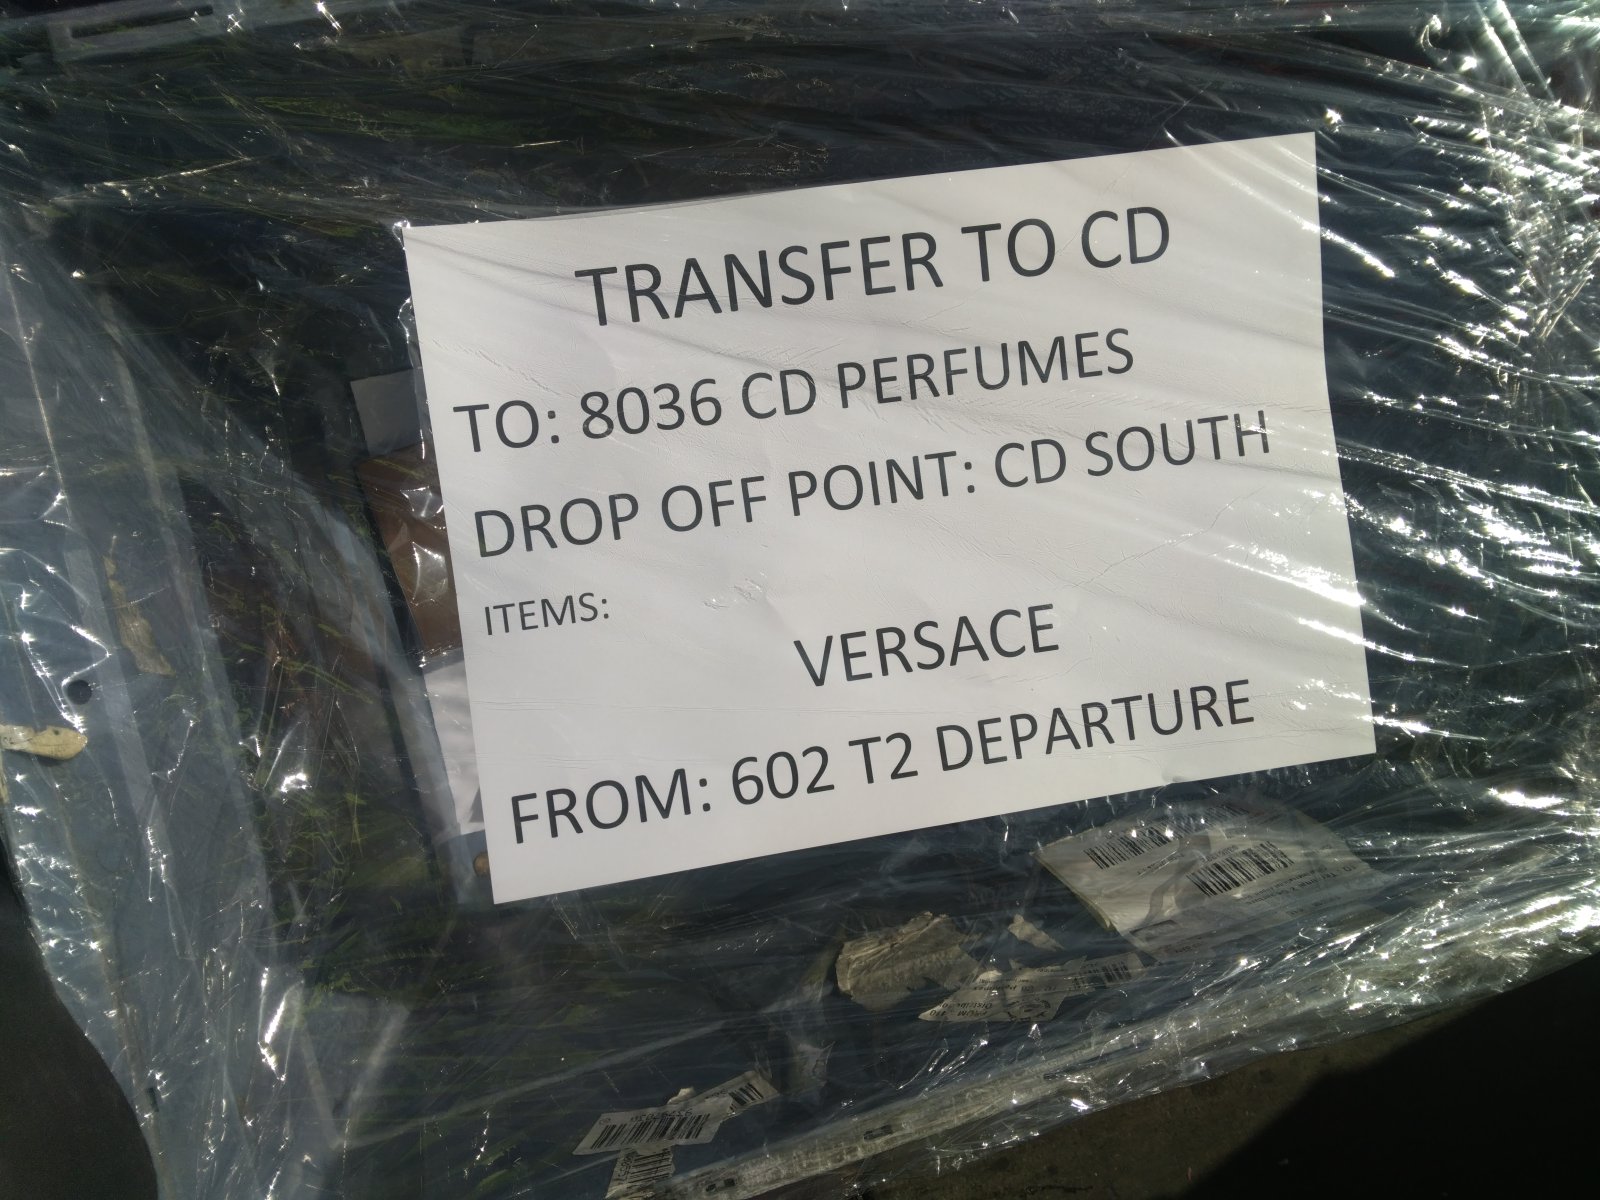 TRANSFER TO CD
TO: 8036 CD PERFUMES
DROP OFF POINT: CD SOUTH
ITEMS:
VERSACE
FROM: 602 T2 DEPARTURE